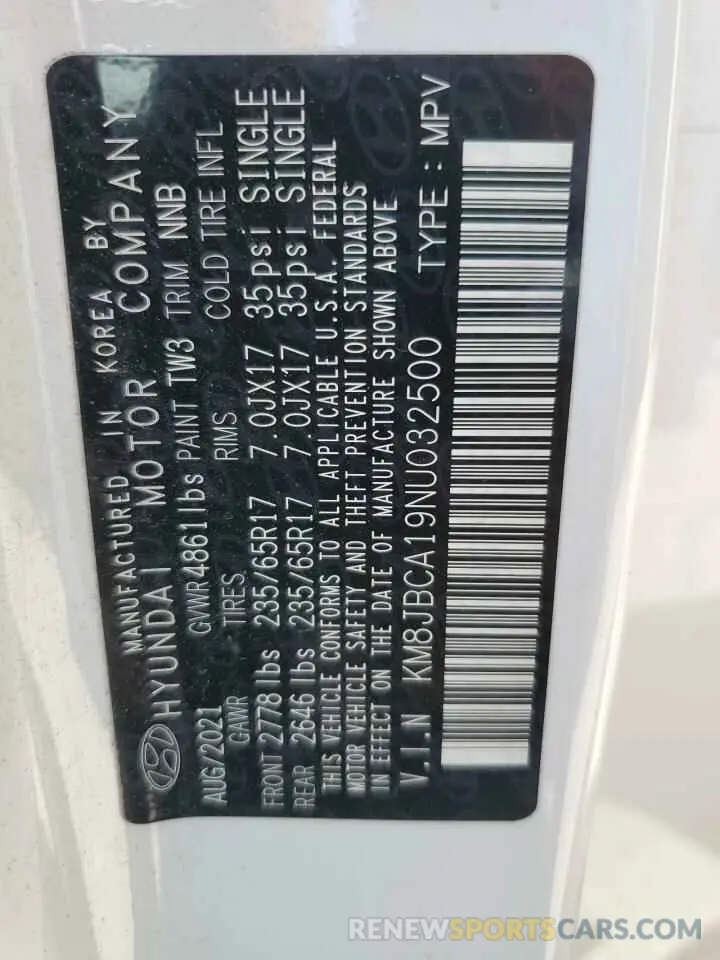 MANUFACTURED IN KOREA BY
HYUNDAI MOTOR COMPANY
AUG/2021 GVWR 4861lbs PAINT TW3 TRIM NNB
GAWR TIRES RIMS COLD TIRE INFL
FRONT 2778 lbs 235/65R17 7.0JX17 35psi SINGLE
REAR 2646 lbs 235/65R17 7.0JX17 35psi SINGLE
THIS VEHICLE CONFORMS TO ALL APPLICABLE U.S.A. FEDERAL
MOTOR VEHICLE SAFETY AND THEFT PREVENTION STANDARDS
IN EFFECT ON THE DATE OF MANUFACTURE SHOWN ABOVE
V.I.N KM8JBCA19NU032500 TYPE : MPV
RENEWSPORTSCARS.COM